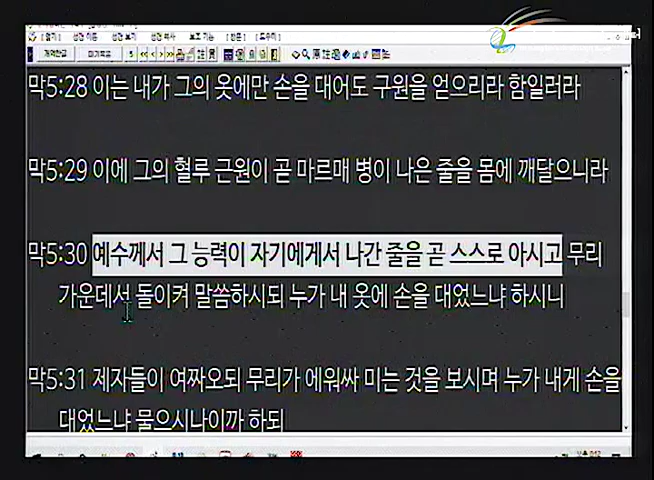 막5:28 이는 내가 그의 옷에만 손을 대어도 구원을 얻으리라 함일러라
막5:29 이에 그의 혈루 근원이 곧 마르매 병이 나은 줄을 몸에 깨달으니라
막5:30 예수께서 그 능력이 자기에게서 나간 줄을 곧 스스로 아시고 무리
가운데서 돌이켜 말씀하시되 누가 내 옷에 손을 대었느냐 하시니
막5:31 제자들이 여짜오되 무리가 에워싸 미는 것을 보시며 누가 내게 손을
대었느냐 물으시나이까 하되